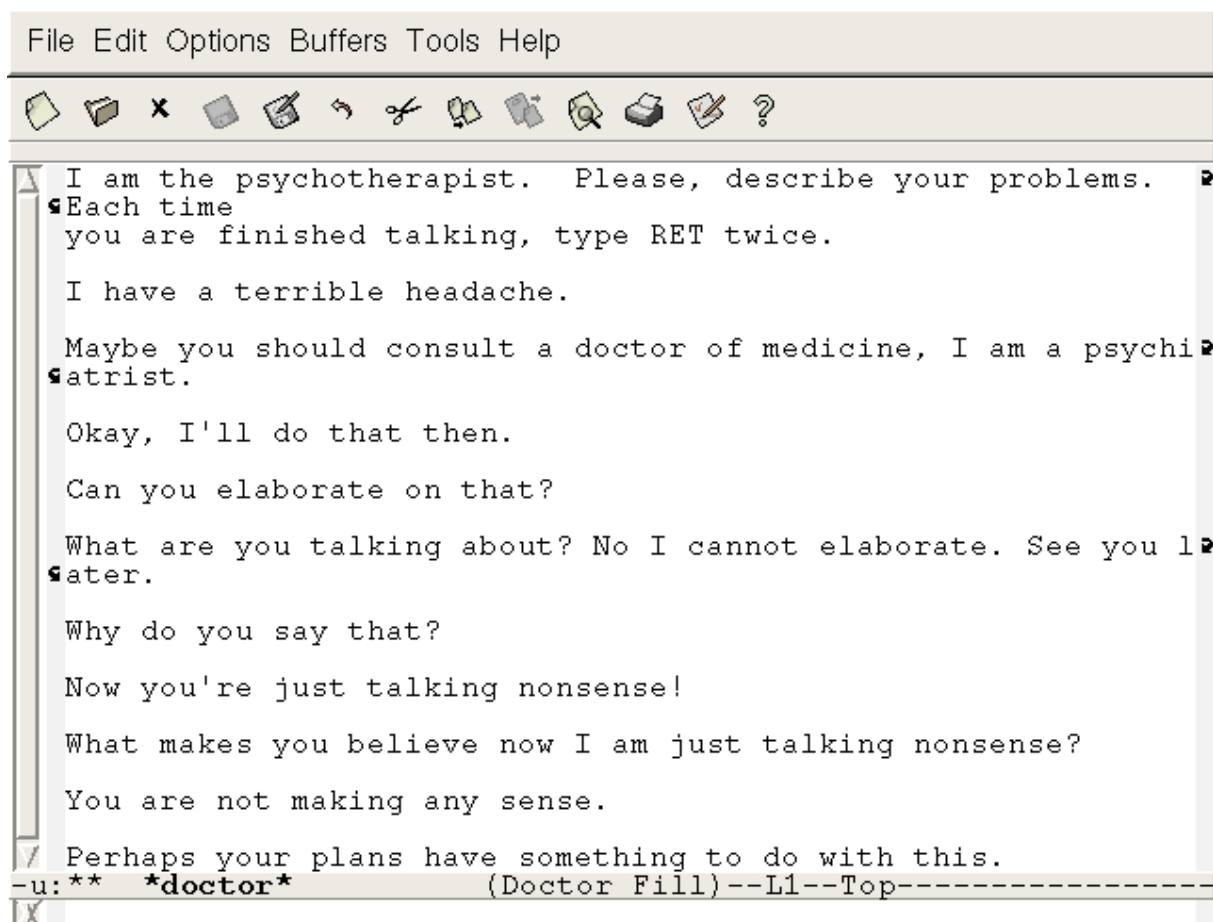 File Edit Options Buffers Tools Help
I am the psychotherapist.  Please, describe your problems.
Each time
you are finished talking, type RET twice.
I have a terrible headache.
Maybe you should consult a doctor of medicine, I am a psychi
atrist.
Okay, I'll do that then.
Can you elaborate on that?
What are you talking about? No I cannot elaborate. See you l
ater.
Why do you say that?
Now you're just talking nonsense!
What makes you believe now I am just talking nonsense?
You are not making any sense.
Perhaps your plans have something to do with this.
-u:**  *doctor*          (Doctor Fill)--L1--Top-----------------